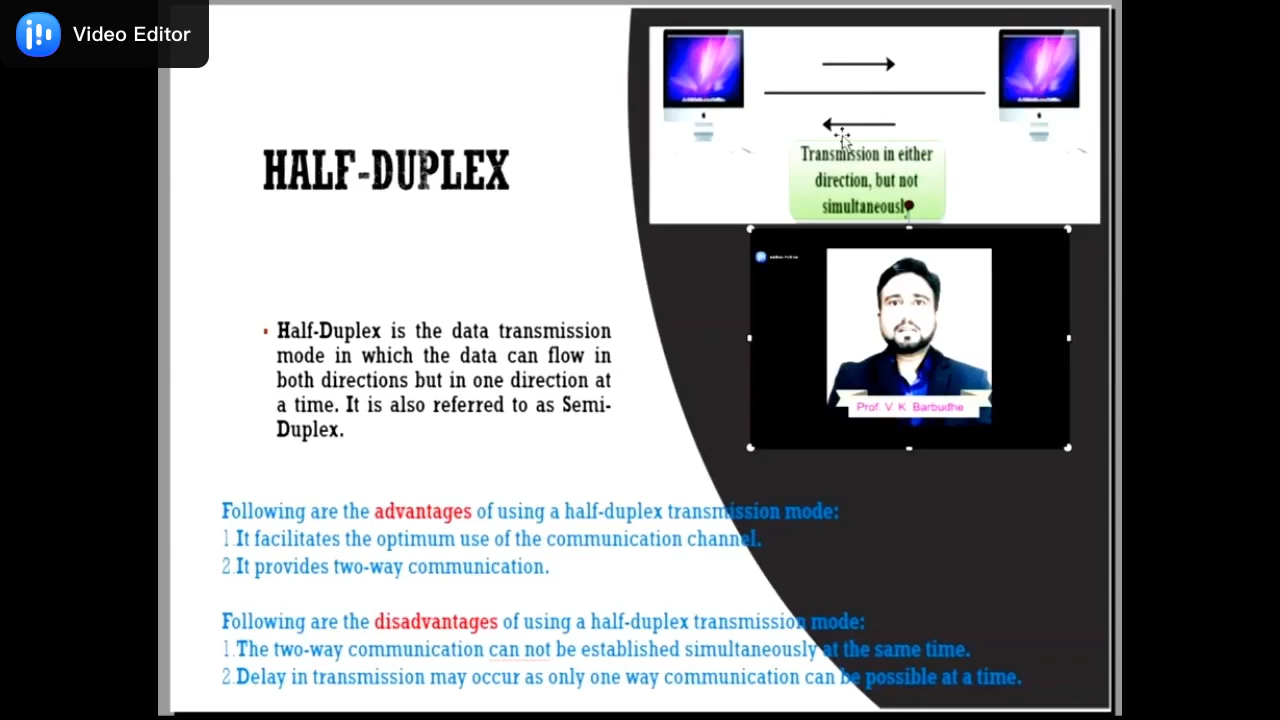 Video Editor
HALF-DUPLEX
Transmission in either
direction, but not
simultaneously
Prof. V. K. Barbudhe
▪ Half-Duplex is the data transmission
mode in which the data can flow in
both directions but in one direction at
a time. It is also referred to as Semi-
Duplex.
Following are the advantages of using a half-duplex transmission mode:
1.It facilitates the optimum use of the communication channel.
2.It provides two-way communication.
Following are the disadvantages of using a half-duplex transmission mode:
1.The two-way communication can not be established simultaneously at the same time.
2.Delay in transmission may occur as only one way communication can be possible at a time.